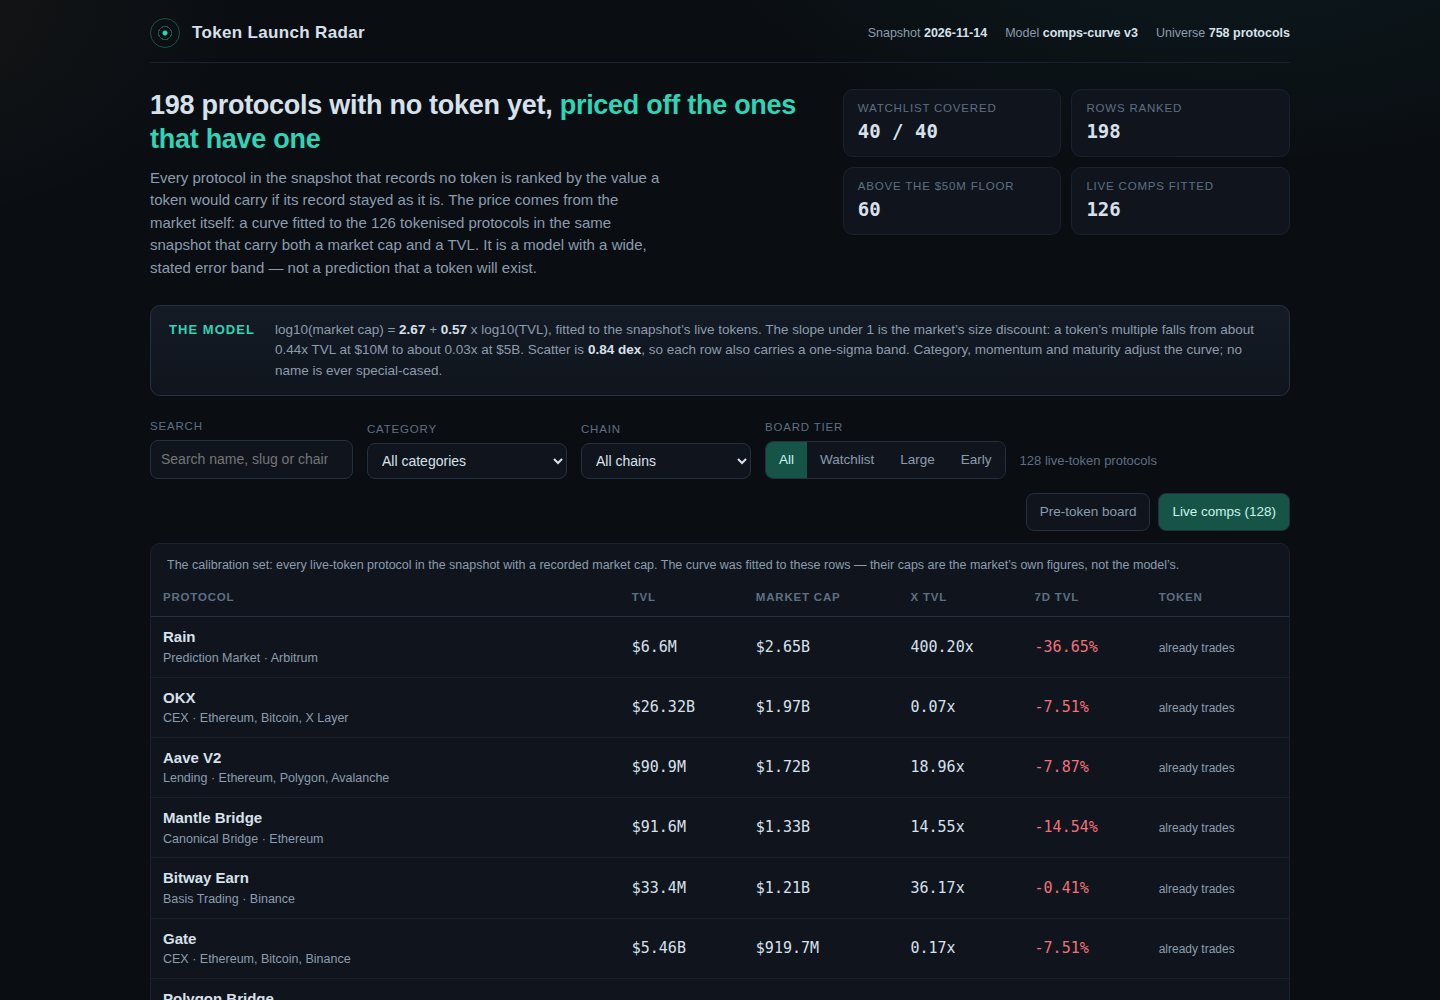 Token Launch Radar
Snapshot 2026-11-14 Model comps-curve v3 Universe 758 protocols
198 protocols with no token yet, priced off the ones
that have one
Every protocol in the snapshot that records no token is ranked by the value a
token would carry if its record stayed as it is. The price comes from the
market itself: a curve fitted to the 126 tokenised protocols in the same
snapshot that carry both a market cap and a TVL. It is a model with a wide,
stated error band — not a prediction that a token will exist.
WATCHLIST COVERED
40 / 40
ROWS RANKED
198
ABOVE THE $50M FLOOR
60
LIVE COMPS FITTED
126
THE MODEL
log10(market cap) = 2.67 + 0.57 x log10(TVL), fitted to the snapshot's live tokens. The slope under 1 is the market's size discount: a token's multiple falls from about
0.44x TVL at $10M to about 0.03x at $5B. Scatter is 0.84 dex, so each row also carries a one-sigma band. Category, momentum and maturity adjust the curve; no
name is ever special-cased.
SEARCH
Search name, slug or chain
CATEGORY
All categories
CHAIN
All chains
BOARD TIER
All Watchlist Large Early
128 live-token protocols
Pre-token board Live comps (128)
The calibration set: every live-token protocol in the snapshot with a recorded market cap. The curve was fitted to these rows — their caps are the market's own figures, not the model's.
PROTOCOL TVL MARKET CAP X TVL 7D TVL TOKEN
Rain
Prediction Market · Arbitrum
$6.6M $2.65B 400.20x -36.65% already trades
OKX
CEX · Ethereum, Bitcoin, X Layer
$26.32B $1.97B 0.07x -7.51% already trades
Aave V2
Lending · Ethereum, Polygon, Avalanche
$90.9M $1.72B 18.96x -7.87% already trades
Mantle Bridge
Canonical Bridge · Ethereum
$91.6M $1.33B 14.55x -14.54% already trades
Bitway Earn
Basis Trading · Binance
$33.4M $1.21B 36.17x -0.41% already trades
Gate
CEX · Ethereum, Bitcoin, Binance
$5.46B $919.7M 0.17x -7.51% already trades
Polygon Bridge